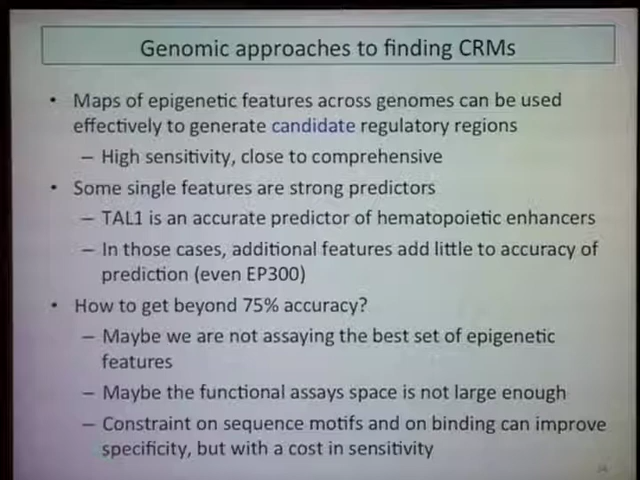 Genomic approaches to finding CRMs
• Maps of epigenetic features across genomes can be used
effectively to generate candidate regulatory regions
– High sensitivity, close to comprehensive
• Some single features are strong predictors
– TAL1 is an accurate predictor of hematopoietic enhancers
– In those cases, additional features add little to accuracy of
prediction (even EP300)
• How to get beyond 75% accuracy?
– Maybe we are not assaying the best set of epigenetic
features
– Maybe the functional assays space is not large enough
– Constraint on sequence motifs and on binding can improve
specificity, but with a cost in sensitivity